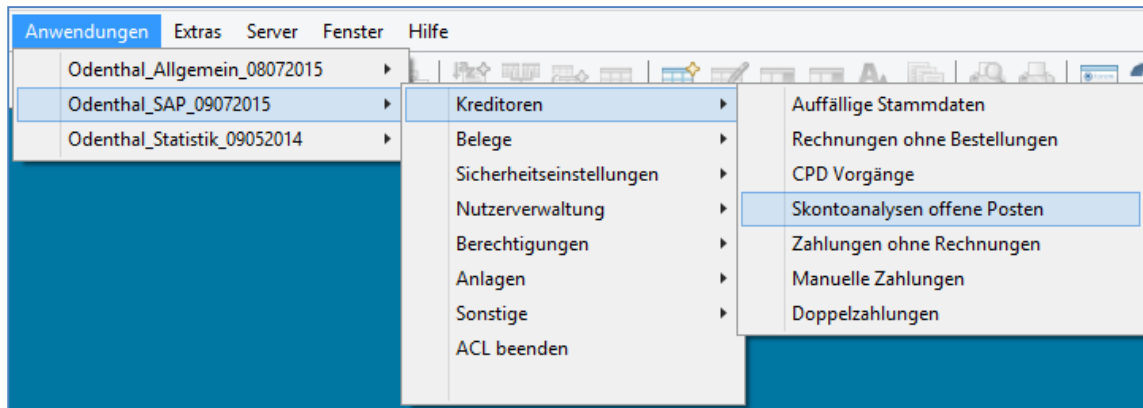 Anwendungen Extras Server Fenster Hilfe
Odenthal_Allgemein_08072015
Odenthal_SAP_09072015
Odenthal_Statistik_09052014
Kreditoren
Belege
Sicherheitseinstellungen
Nutzerverwaltung
Berechtigungen
Anlagen
Sonstige
ACL beenden
Auffällige Stammdaten
Rechnungen ohne Bestellungen
CPD Vorgänge
Skontoanalysen offene Posten
Zahlungen ohne Rechnungen
Manuelle Zahlungen
Doppelzahlungen